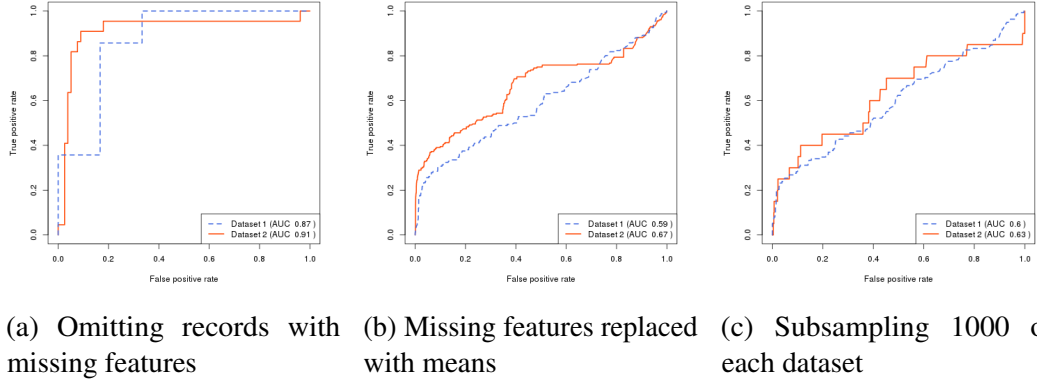 1.0
0.8
0.6
0.4
0.2
0.0
True positive rate
0.0 0.2 0.4 0.6 0.8 1.0
False positive rate
Dataset 1 (AUC 0.87 )
Dataset 2 (AUC 0.91 )
(a) Omitting records with
missing features
1.0
0.8
0.6
0.4
0.2
0.0
True positive rate
0.0 0.2 0.4 0.6 0.8 1.0
False positive rate
Dataset 1 (AUC 0.59 )
Dataset 2 (AUC 0.67 )
(b) Missing features replaced
with means
1.0
0.8
0.6
0.4
0.2
0.0
True positive rate
0.0 0.2 0.4 0.6 0.8 1.0
False positive rate
Dataset 1 (AUC 0.6 )
Dataset 2 (AUC 0.63 )
(c) Subsampling 1000
each dataset